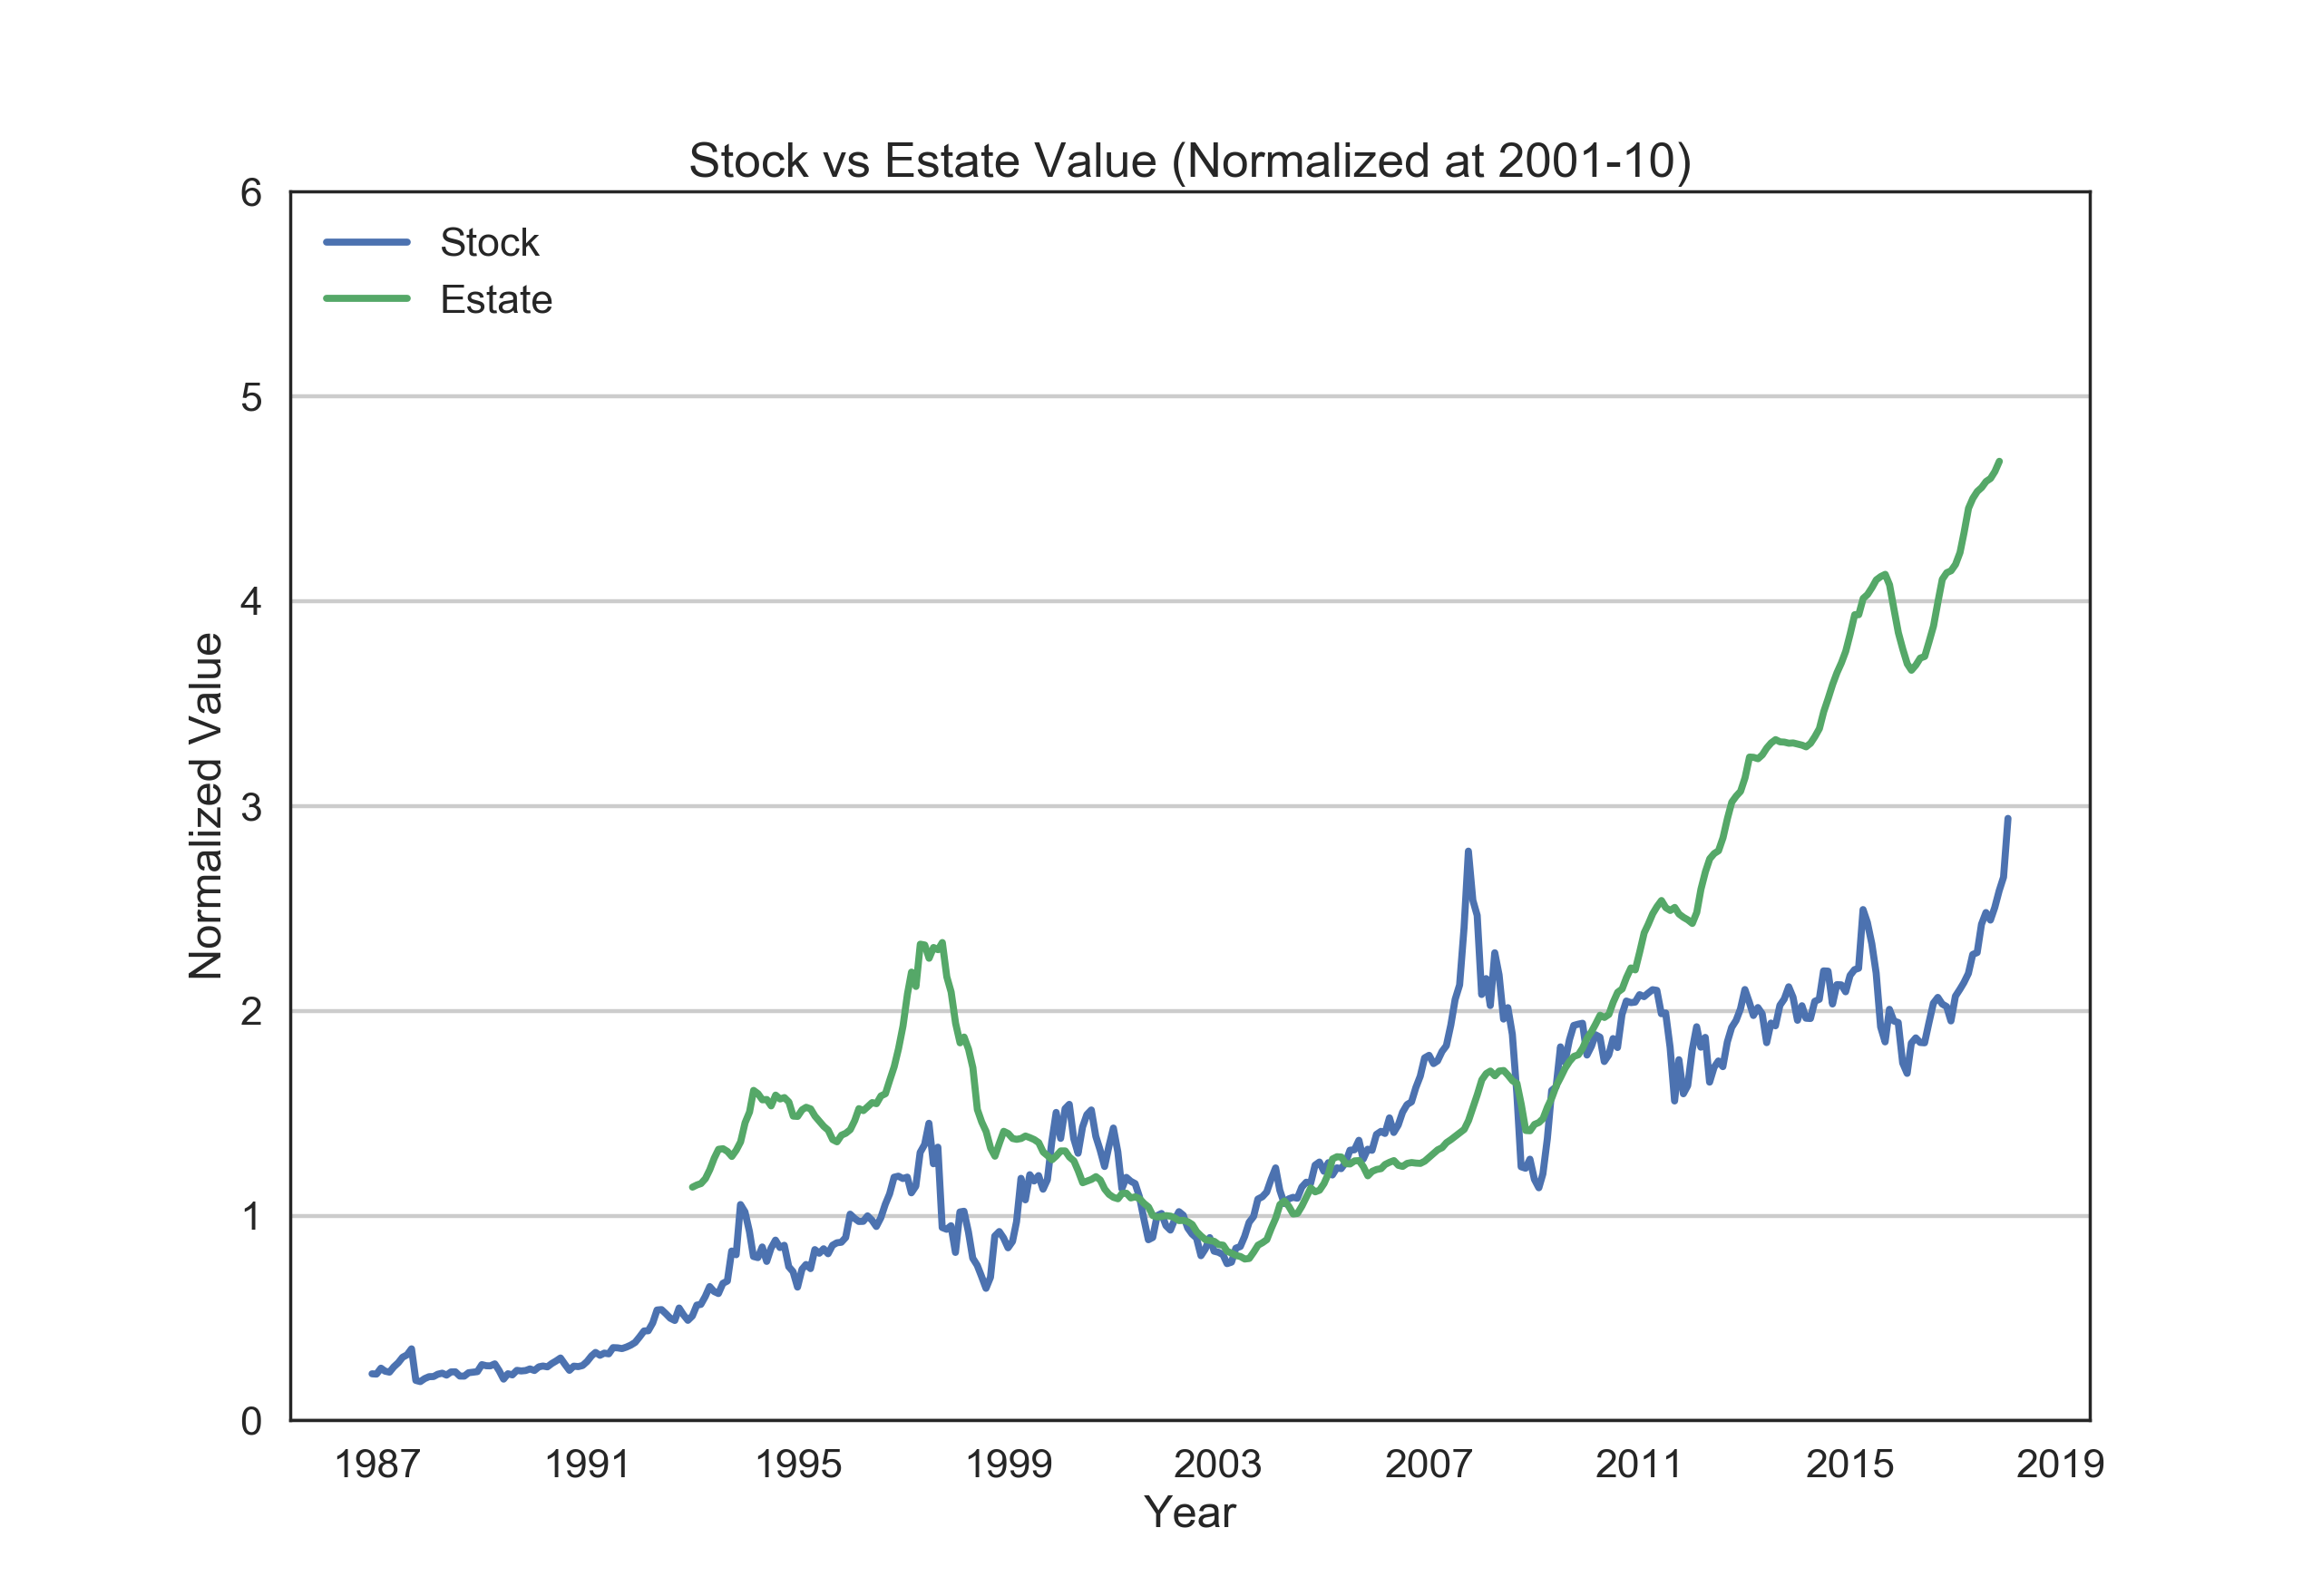 Stock vs Estate Value (Normalized at 2001-10)
6
5
4
3
2
1
0
Stock
Estate
Normalized Value
1987 1991 1995 1999 2003 2007 2011 2015 2019
Year